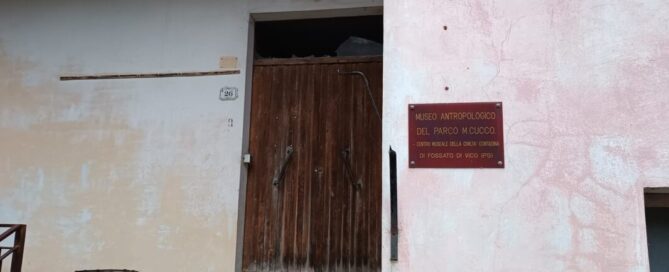 26
MUSEO ANTROPOLOGICO
DEL PARCO M.CUCCO
- CENTRO MUSEALE DELLA CIVILTA' CONTADINA
DI FOSSATO DI VICO (PG)